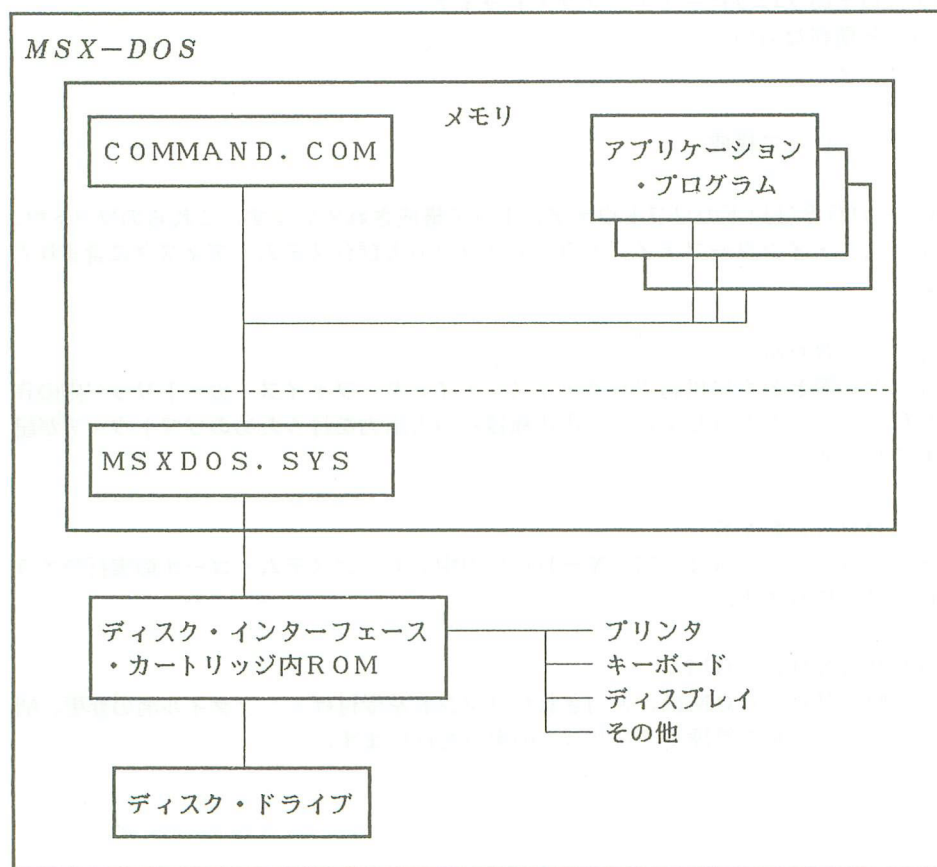 MSX-DOS
メモリ
COMMAND.COM
アプリケーション
・プログラム
MSXDOS.SYS
ディスク・インターフェース
・カートリッジ内ROM
プリンタ
キーボード
ディスプレイ
その他
ディスク・ドライブ